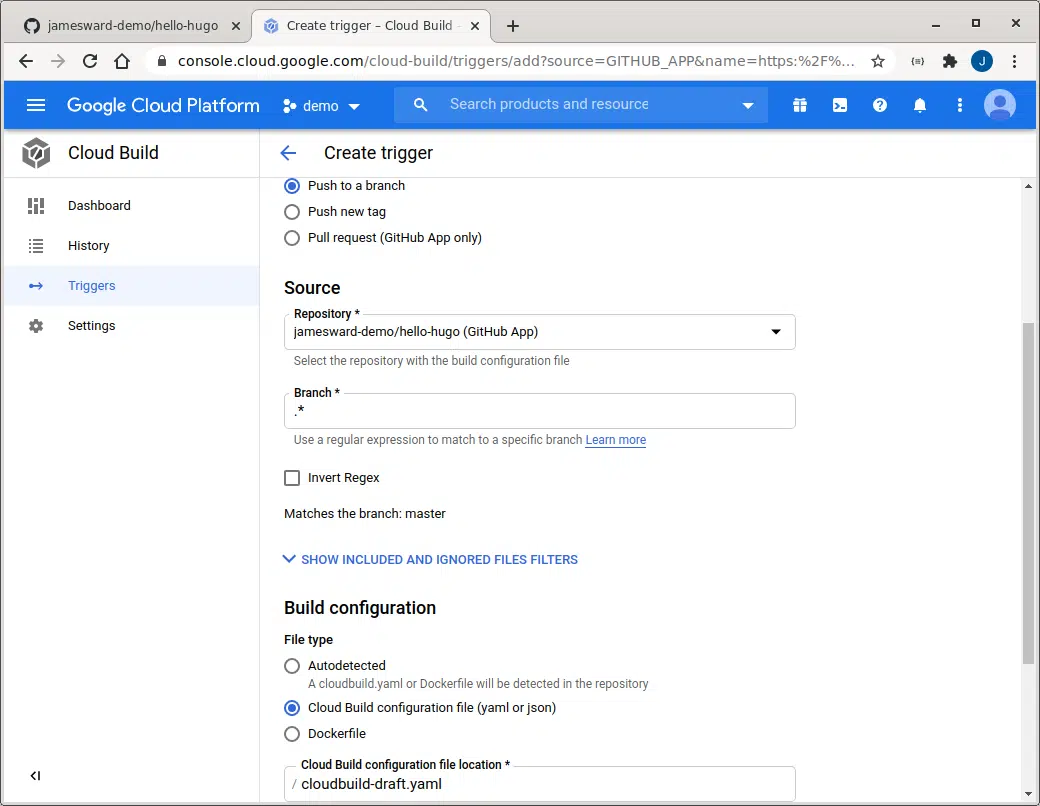 jamesward-demo/hello-hugo
Create trigger – Cloud Build -
console.cloud.google.com/cloud-build/triggers/add?source=GITHUB_APP&name=https:%2F%...
J
Google Cloud Platform
demo
Search products and resource
Cloud Build
Create trigger
Dashboard
History
Triggers
Settings
Push to a branch
Push new tag
Pull request (GitHub App only)
Source
Repository *
jamesward-demo/hello-hugo (GitHub App)
Select the repository with the build configuration file
Branch *
.*
Use a regular expression to match to a specific branch Learn more
Invert Regex
Matches the branch: master
SHOW INCLUDED AND IGNORED FILES FILTERS
Build configuration
File type
Autodetected
A cloudbuild.yaml or Dockerfile will be detected in the repository
Cloud Build configuration file (yaml or json)
Dockerfile
Cloud Build configuration file location *
/ cloudbuild-draft.yaml